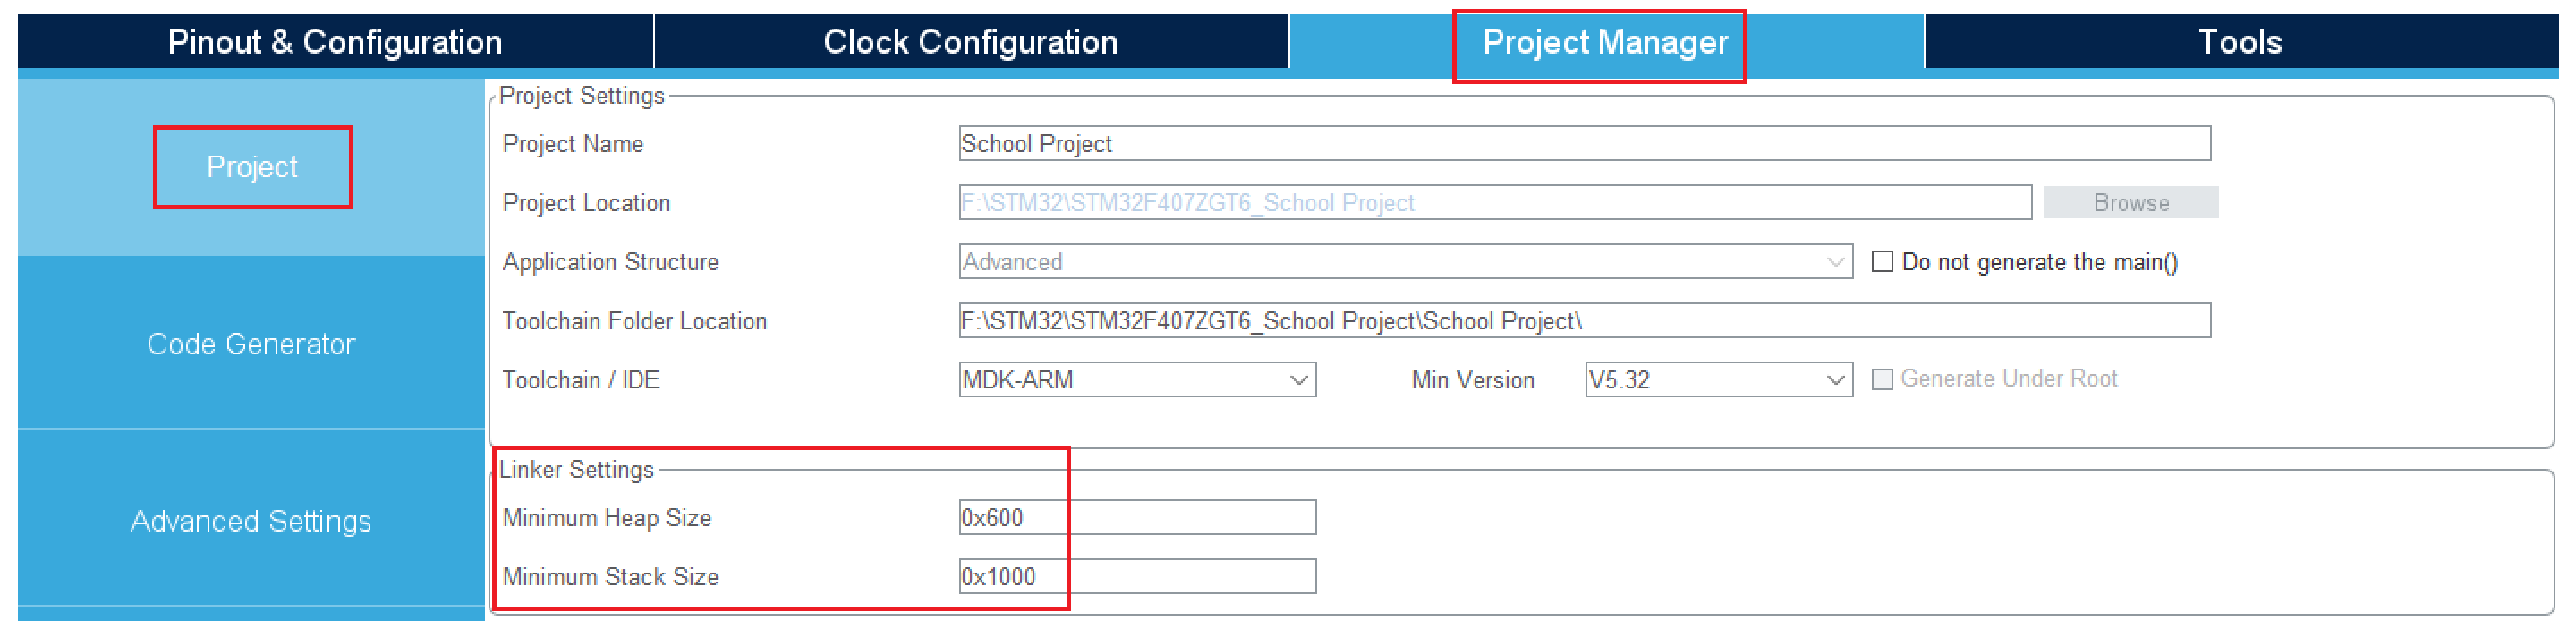 Pinout & Configuration Clock Configuration Project Manager Tools
Project
Code Generator
Advanced Settings
Project Settings
Project Name School Project
Project Location F:\STM32\STM32F407ZGT6_School Project Browse
Application Structure Advanced Do not generate the main()
Toolchain Folder Location F:\STM32\STM32F407ZGT6_School Project\School Project\
Toolchain / IDE MDK-ARM Min Version V5.32 Generate Under Root
Linker Settings
Minimum Heap Size 0x600
Minimum Stack Size 0x1000